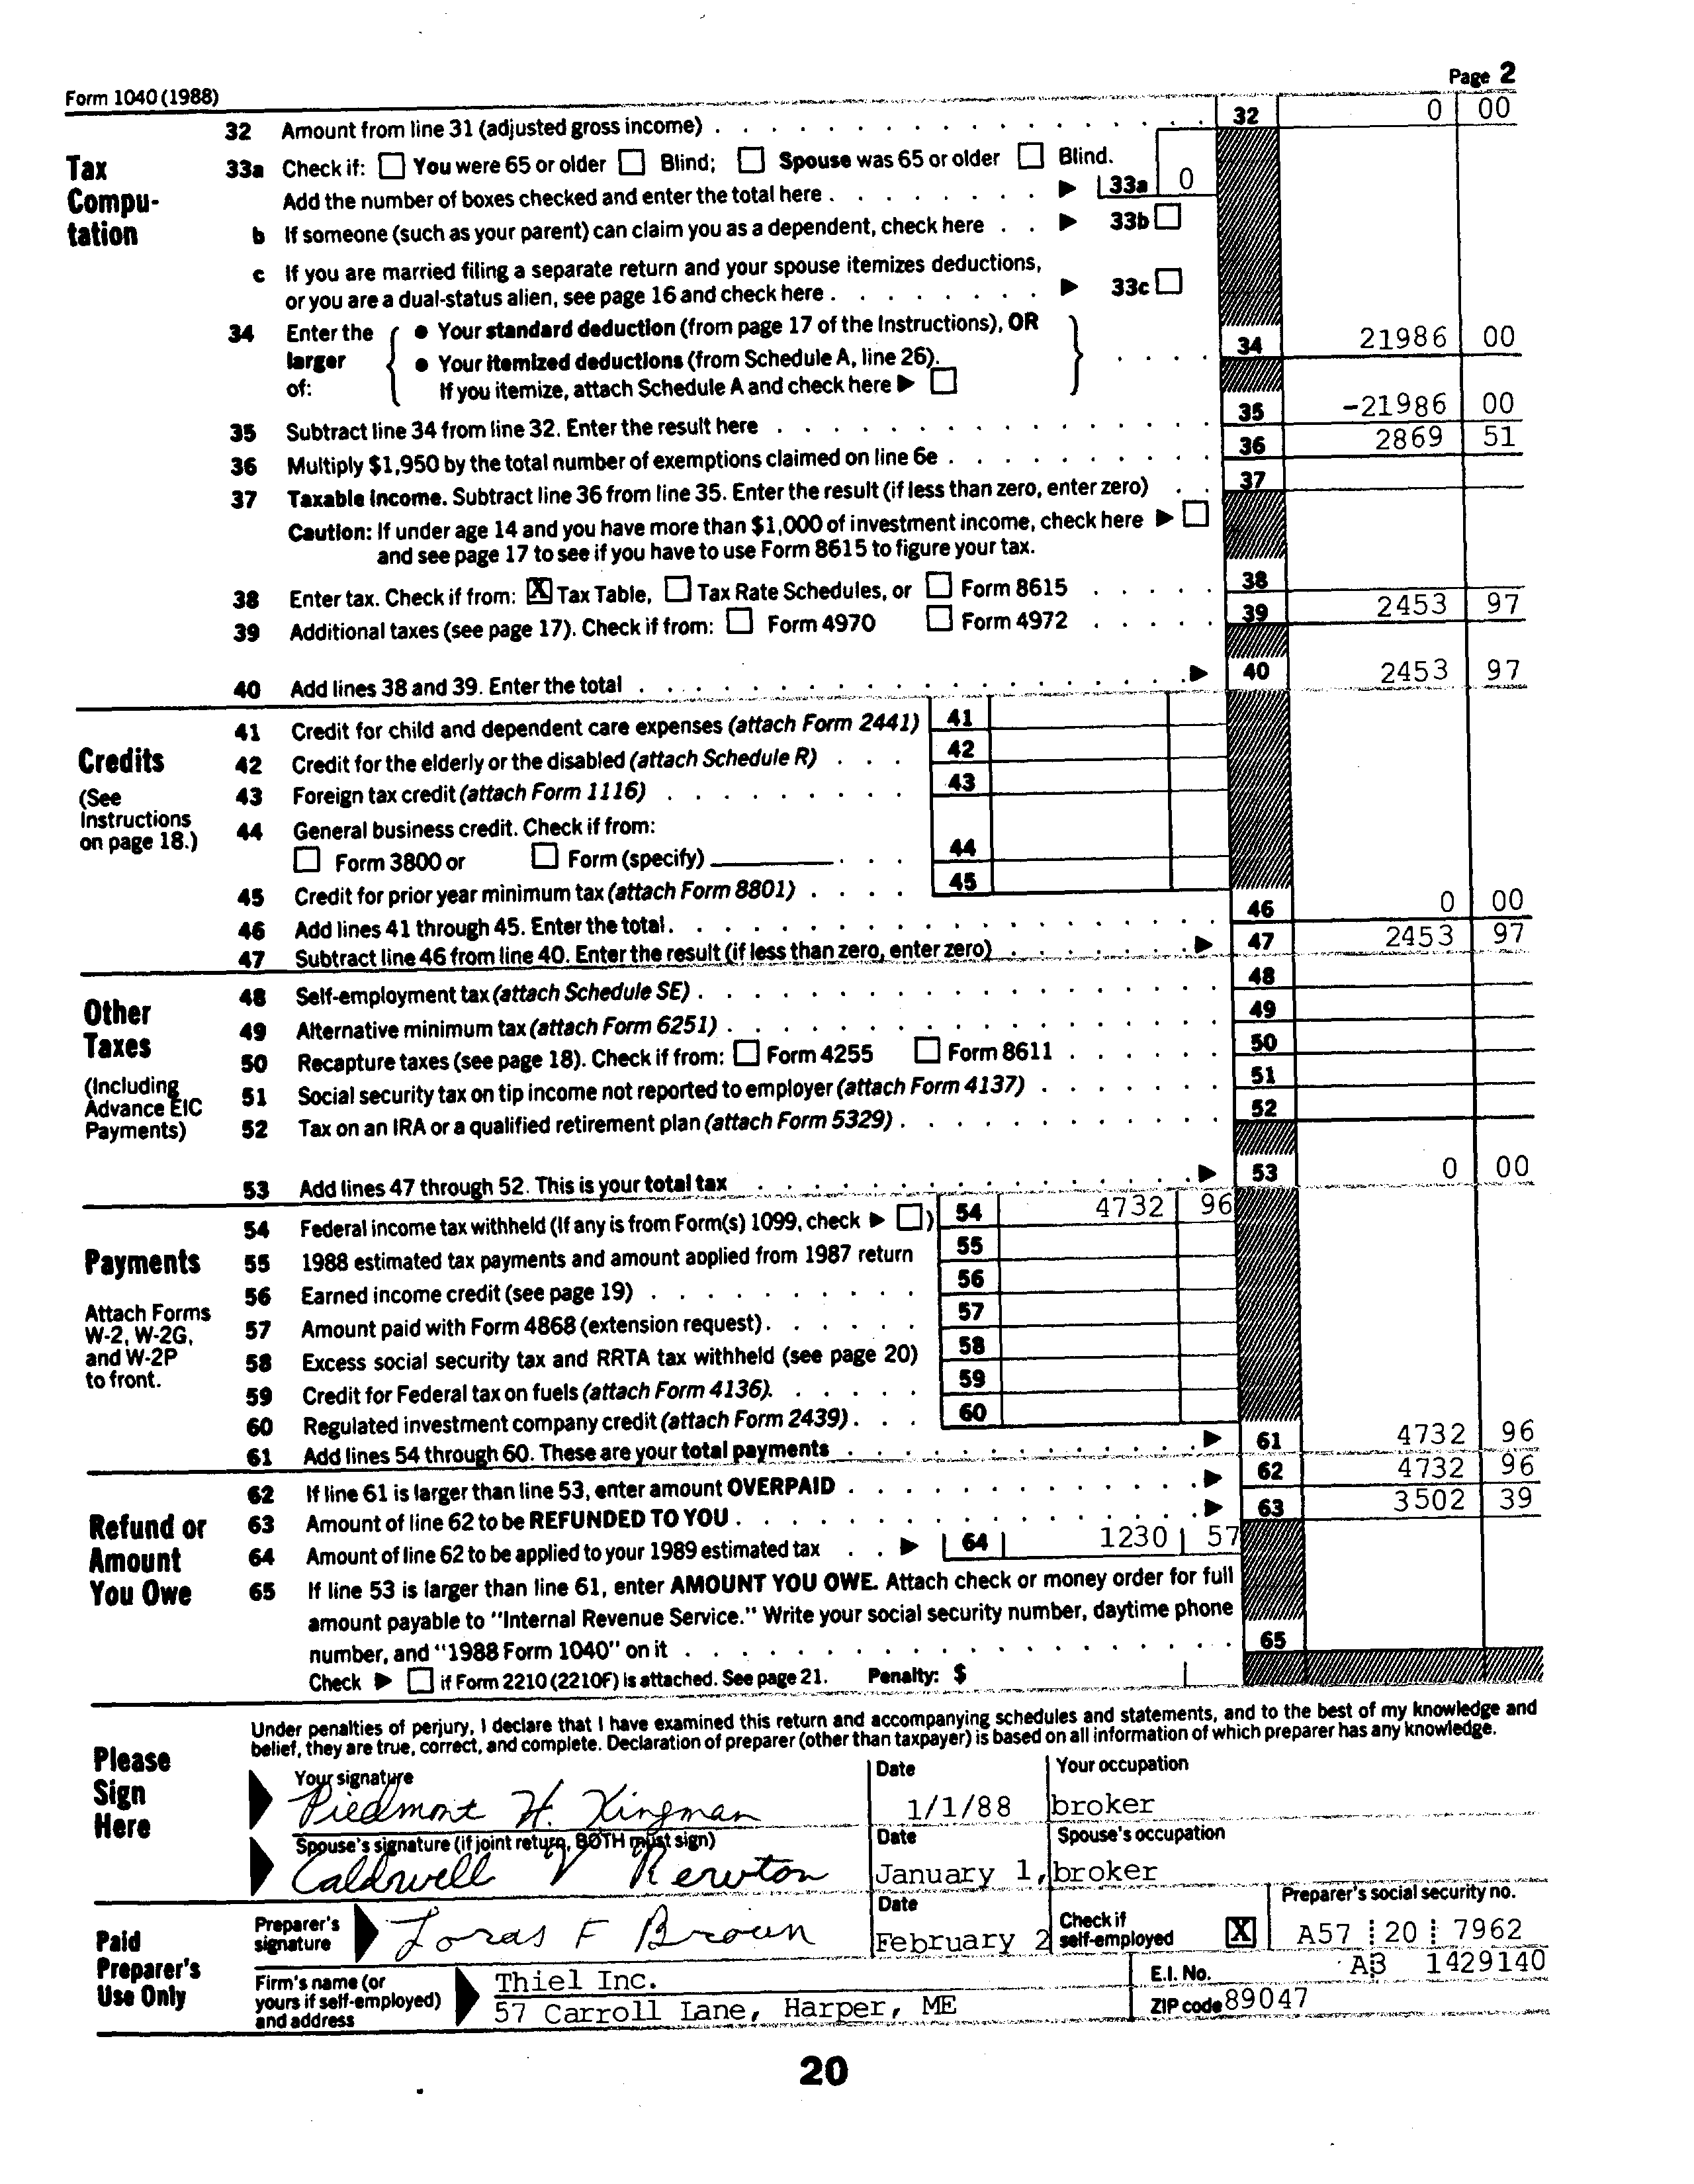 Form 1040 (1988) Page 2
32 Amount from line 31 (adjusted gross income) 32 0 00
Tax Compu- tation
33a Check if: You were 65 or older Blind; Spouse was 65 or older Blind.
Add the number of boxes checked and enter the total here 33a 0
b If someone (such as your parent) can claim you as a dependent, check here 33b
c If you are married filing a separate return and your spouse itemizes deductions,
or you are a dual-status alien, see page 16 and check here 33c
34 Enter the larger of:
• Your standard deduction (from page 17 of the Instructions), OR
• Your itemized deductions (from Schedule A, line 26).
If you itemize, attach Schedule A and check here
34 21986 00
35 Subtract line 34 from line 32. Enter the result here 35 -21986 00
36 Multiply $1,950 by the total number of exemptions claimed on line 6e 36 2869 51
37 Taxable income. Subtract line 36 from line 35. Enter the result (if less than zero, enter zero) 37
Caution: If under age 14 and you have more than $1,000 of investment income, check here
and see page 17 to see if you have to use Form 8615 to figure your tax.
38 Enter tax. Check if from: X Tax Table, Tax Rate Schedules, or Form 8615 38
39 Additional taxes (see page 17). Check if from: Form 4970 Form 4972 39 2453 97
40 Add lines 38 and 39. Enter the total 40 2453 97
Credits
(See Instructions on page 18.)
41 Credit for child and dependent care expenses (attach Form 2441) 41
42 Credit for the elderly or the disabled (attach Schedule R) 42
43 Foreign tax credit (attach Form 1116) 43
44 General business credit. Check if from:
Form 3800 or Form (specify) 44
45 Credit for prior year minimum tax (attach Form 8801) 45
46 Add lines 41 through 45. Enter the total 46 0 00
47 Subtract line 46 from line 40. Enter the result (if less than zero, enter zero) 47 2453 97
Other Taxes
(Including Advance EIC Payments)
48 Self-employment tax (attach Schedule SE) 48
49 Alternative minimum tax (attach Form 6251) 49
50 Recapture taxes (see page 18). Check if from: Form 4255 Form 8611 50
51 Social security tax on tip income not reported to employer (attach Form 4137) 51
52 Tax on an IRA or a qualified retirement plan (attach Form 5329) 52
53 Add lines 47 through 52. This is your total tax 53 0 00
Payments
Attach Forms W-2, W-2G, and W-2P to front.
54 Federal income tax withheld (If any is from Form(s) 1099, check ) 54 4732 96
55 1988 estimated tax payments and amount applied from 1987 return 55
56 Earned income credit (see page 19) 56
57 Amount paid with Form 4868 (extension request) 57
58 Excess social security tax and RRTA tax withheld (see page 20) 58
59 Credit for Federal tax on fuels (attach Form 4136) 59
60 Regulated investment company credit (attach Form 2439) 60
61 Add lines 54 through 60. These are your total payments 61 4732 96
Refund or Amount You Owe
62 If line 61 is larger than line 53, enter amount OVERPAID 62 4732 96
63 Amount of line 62 to be REFUNDED TO YOU 63 3502 39
64 Amount of line 62 to be applied to your 1989 estimated tax 64 1230 57
65 If line 53 is larger than line 61, enter AMOUNT YOU OWE. Attach check or money order for full
amount payable to "Internal Revenue Service." Write your social security number, daytime phone
number, and "1988 Form 1040" on it 65
Check if Form 2210 (2210F) is attached. See page 21. Penalty: $
Please Sign Here
Under penalties of perjury, I declare that I have examined this return and accompanying schedules and statements, and to the best of my knowledge and
belief, they are true, correct, and complete. Declaration of preparer (other than taxpayer) is based on all information of which preparer has any knowledge.
Your signature Date Your occupation
Piedmont H. Kingman 1/1/88 broker
Spouse's signature (if joint return, BOTH must sign) Date Spouse's occupation
Caldwell V Rewton January 1, broker
Paid Preparer's Use Only
Preparer's signature Date Check if self-employed Preparer's social security no.
Loras F Broun February 2 X A57 20 7962
Firm's name (or yours if self-employed) and address
Thiel Inc. E.I. No. A3 1429140
57 Carroll Lane, Harper, ME ZIP code 89047
20